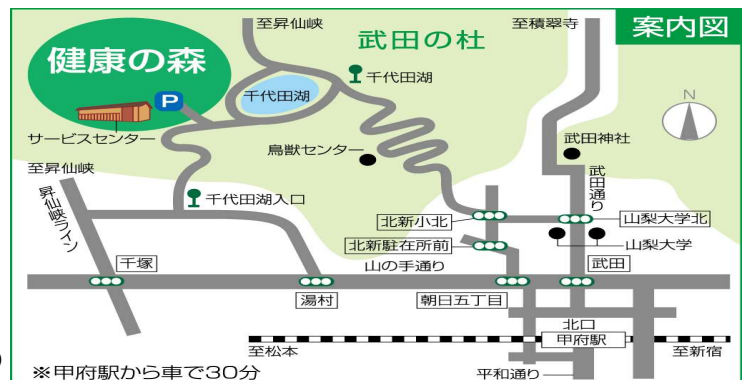 至昇仙峡
武田の杜
至積翠寺
案内図
健康の森
千代田湖
千代田湖
P
N
サービスセンター
鳥獣センター
武田神社
至昇仙峡
武田通り
千代田湖入口
昇仙峡ライン
北新小北
山梨大学北
北新駐在所前
山梨大学
千塚
山の手通り
武田
湯村
朝日五丁目
北口
甲府駅
至松本
至新宿
※甲府駅から車で30分
平和通り